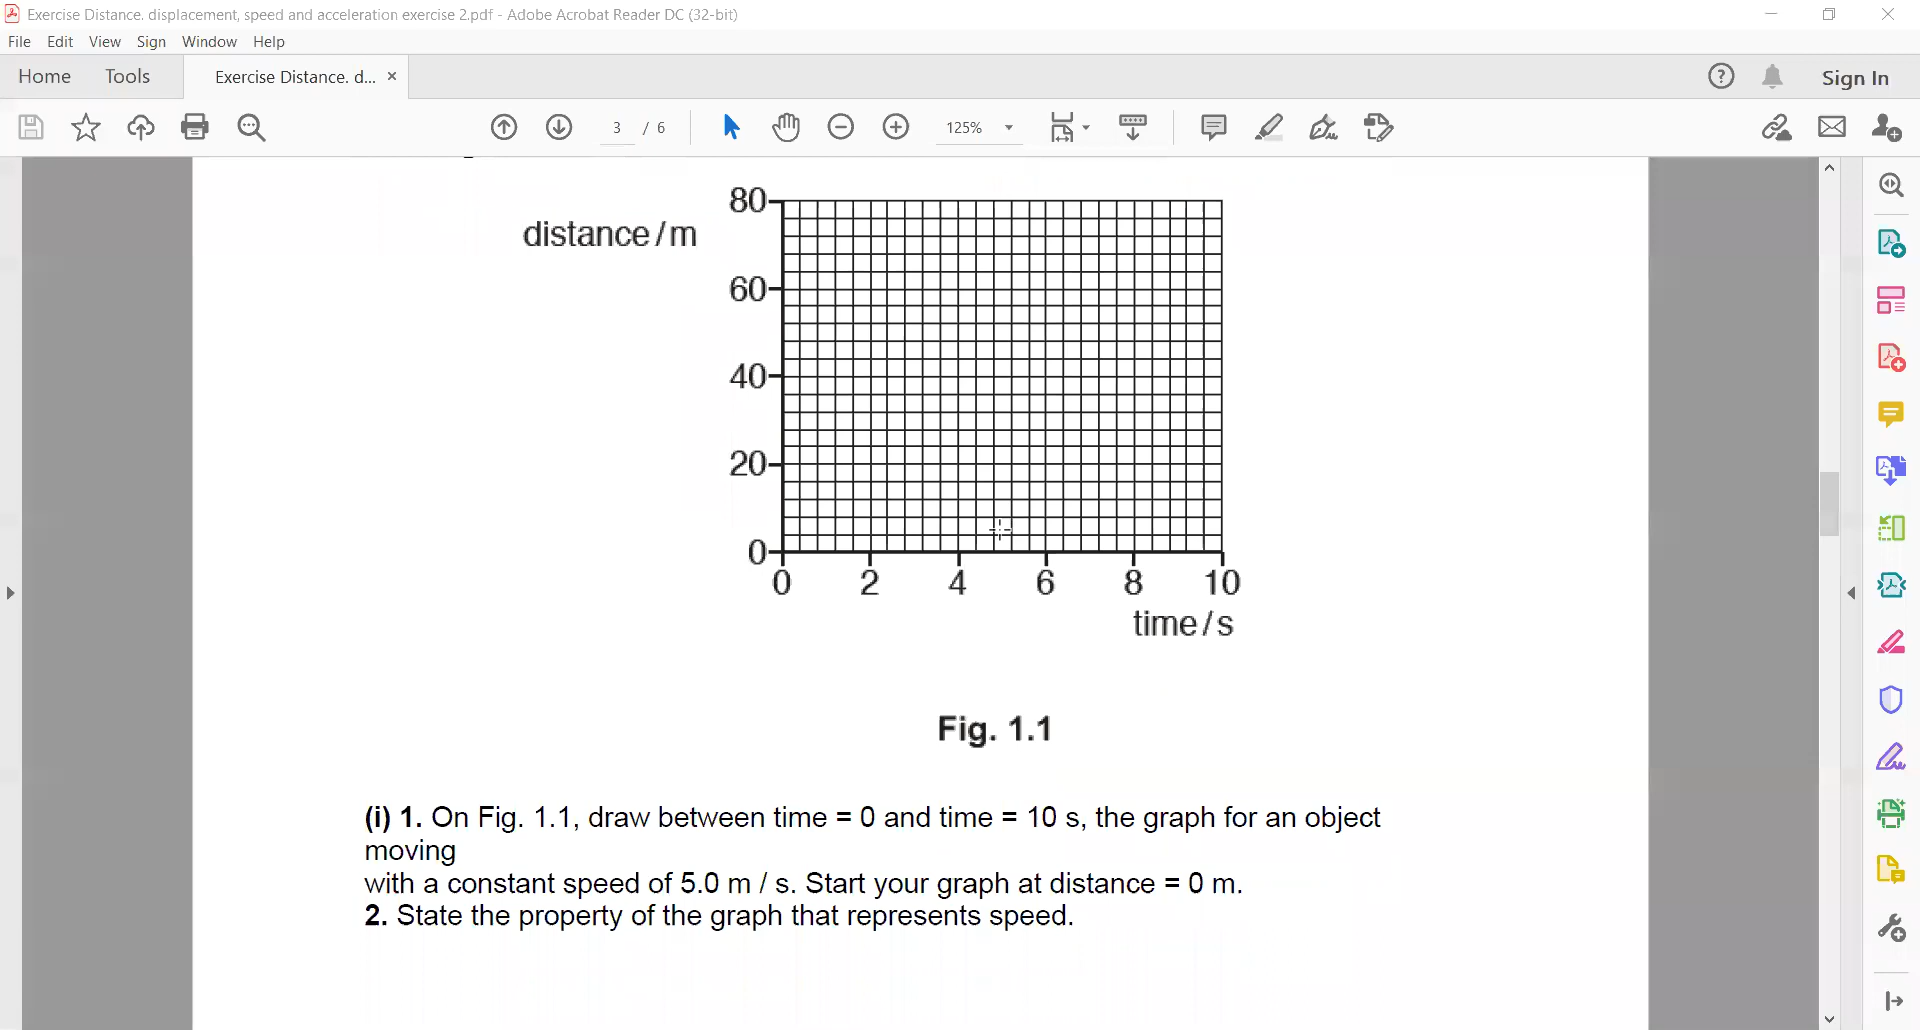 Exercise Distance. displacement, speed and acceleration exercise 2.pdf - Adobe Acrobat Reader DC (32-bit)
File Edit View Sign Window Help
Home Tools Exercise Distance. d... × Sign In
3 / 6 125%
80
distance/m
60
40
20
0
0 2 4 6 8 10
time/s
Fig. 1.1
(i) 1. On Fig. 1.1, draw between time = 0 and time = 10 s, the graph for an object
moving
with a constant speed of 5.0 m / s. Start your graph at distance = 0 m.
2. State the property of the graph that represents speed.